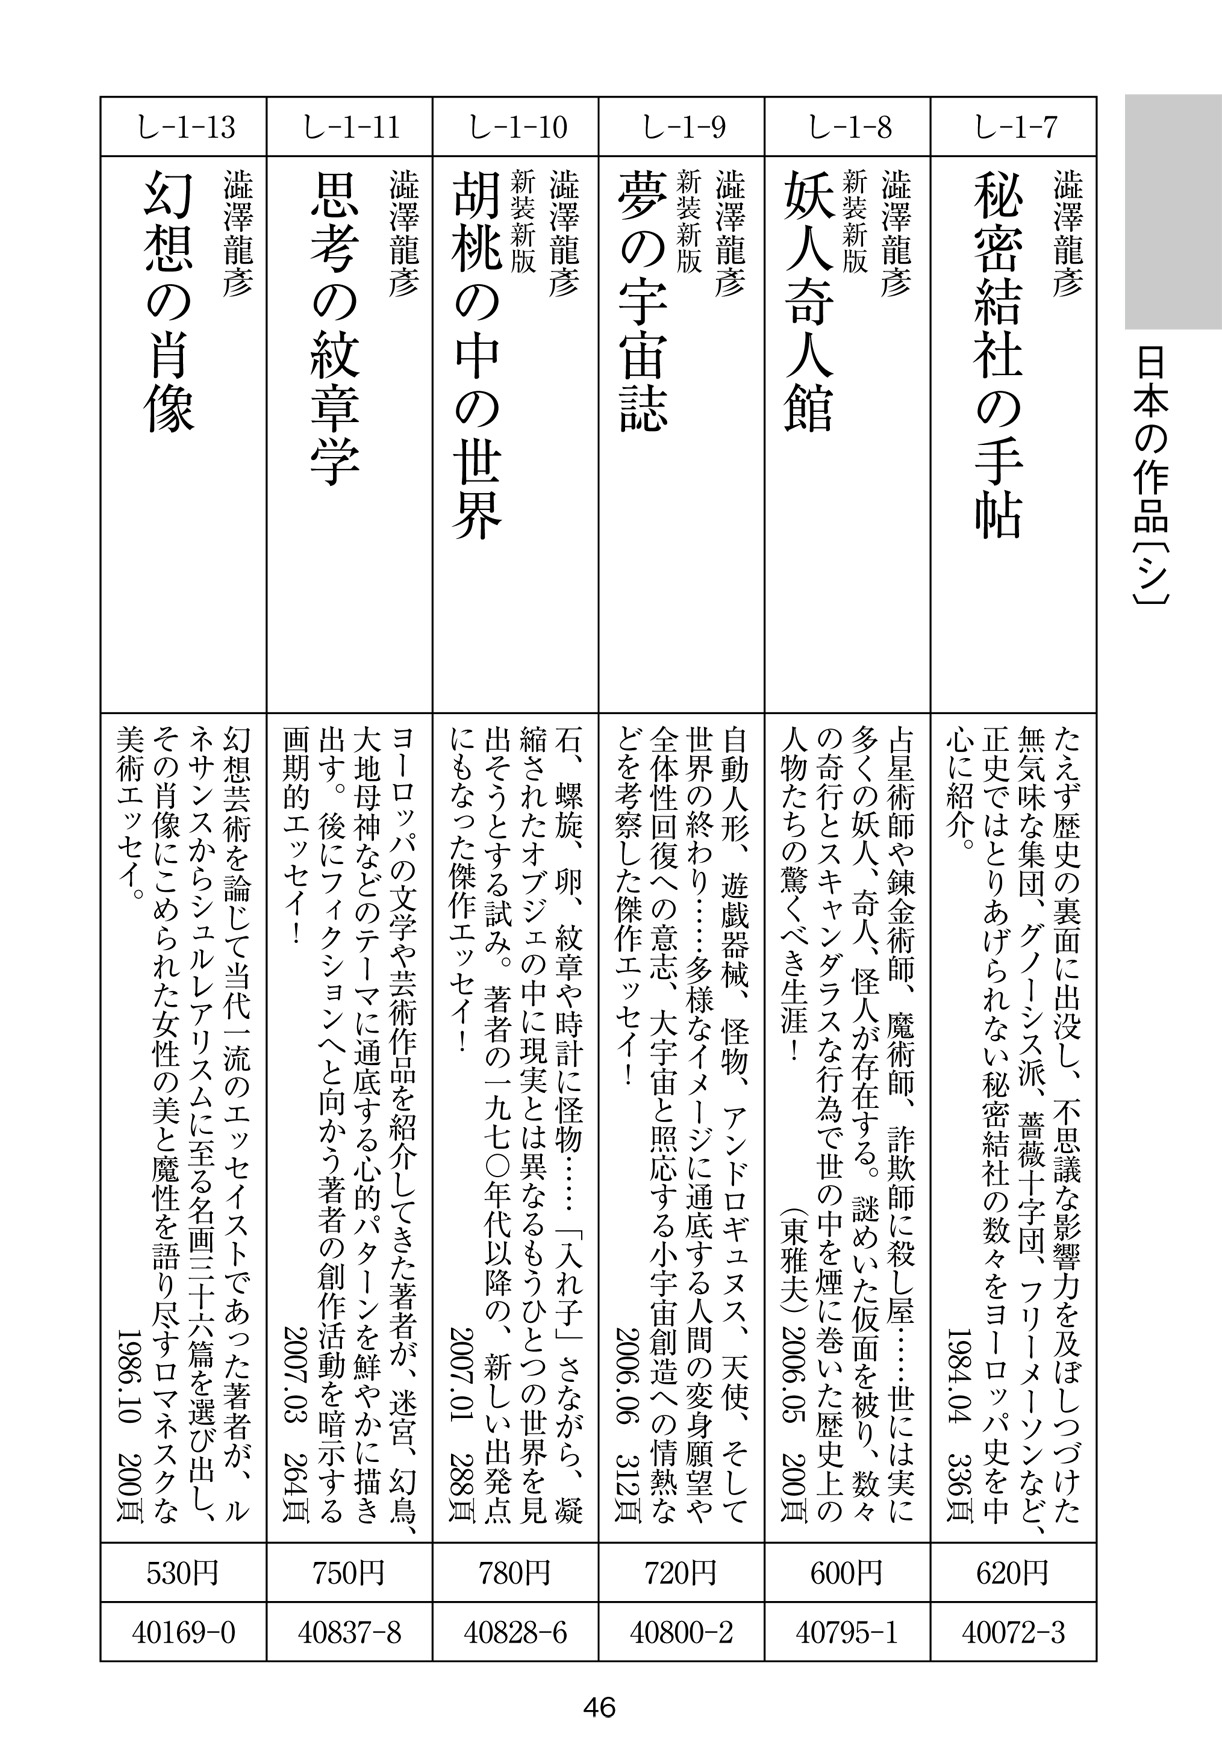 日本の作品〔シ〕
し-1-7
澁澤龍彦
秘密結社の手帖
たえず歴史の裏面に出没し、不思議な影響力を及ぼしつづけた
無気味な集団、グノーシス派、薔薇十字団、フリーメーソンなど、
正史ではとりあげられない秘密結社の数々をヨーロッパ史を中
心に紹介。
1984.04 336頁
620円
40072-3
し-1-8
澁澤龍彦
新装新版
妖人奇人館
占星術師や錬金術師、魔術師、詐欺師に殺し屋……世には実に
多くの妖人、奇人、怪人が存在する。謎めいた仮面を被り、数々
の奇行とスキャンダラスな行為で世の中を煙に巻いた歴史上の
人物たちの驚くべき生涯！
（東雅夫）2006.05 200頁
600円
40795-1
し-1-9
澁澤龍彦
新装新版
夢の宇宙誌
自動人形、遊戯器械、怪物、アンドロギュヌス、天使、そして
世界の終わり……多様なイメージに通底する人間の変身願望や
全体性回復への意志、大宇宙と照応する小宇宙創造への情熱な
どを考察した傑作エッセイ！
2006.06 312頁
720円
40800-2
し-1-10
澁澤龍彦
新装新版
胡桃の中の世界
石、螺旋、卵、紋章や時計に怪物……「入れ子」さながら、凝
縮されたオブジェの中に現実とは異なるもうひとつの世界を見
出そうとする試み。著者の一九七〇年代以降の、新しい出発点
にもなった傑作エッセイ！
2007.01 288頁
780円
40828-6
し-1-11
澁澤龍彦
思考の紋章学
ヨーロッパの文学や芸術作品を紹介してきた著者が、迷宮、幻鳥、
大地母神などのテーマに通底する心的パターンを鮮やかに描き
出す。後にフィクションへと向かう著者の創作活動を暗示する
画期的エッセイ！
2007.03 264頁
750円
40837-8
し-1-13
澁澤龍彦
幻想の肖像
幻想芸術を論じて当代一流のエッセイストであった著者が、ル
ネサンスからシュルレアリスムに至る名画三十六篇を選び出し、
その肖像にこめられた女性の美と魔性を語り尽すロマネスクな
美術エッセイ。
1986.10 200頁
530円
40169-0
46